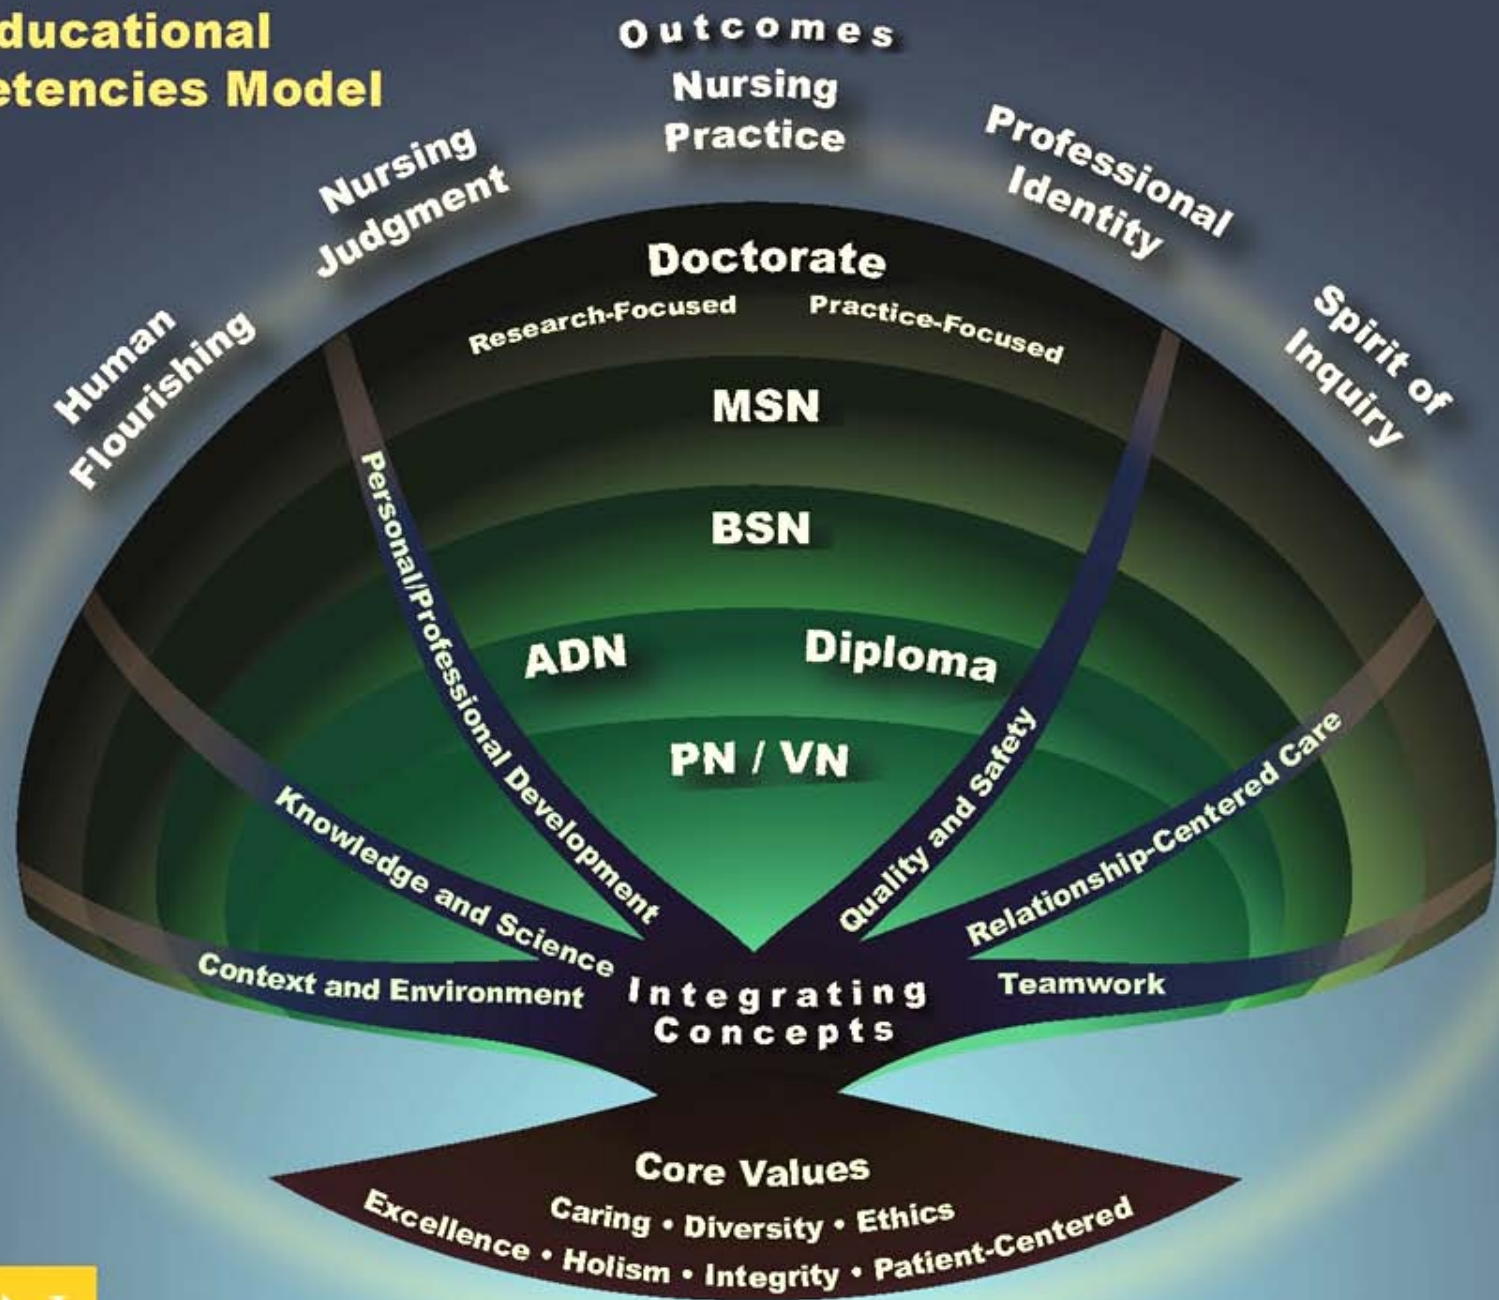 ducational
etencies Model
Outcomes
Nursing
Practice
Nursing
Judgment
Professional
Identity
Human
Flourishing
Spirit of
Inquiry
Doctorate
Research-Focused Practice-Focused
MSN
BSN
ADN Diploma
PN / VN
Personal/Professional Development
Knowledge and Science
Context and Environment
Quality and Safety
Relationship-Centered Care
Teamwork
Integrating
Concepts
Core Values
Caring • Diversity • Ethics
Excellence • Holism • Integrity • Patient-Centered